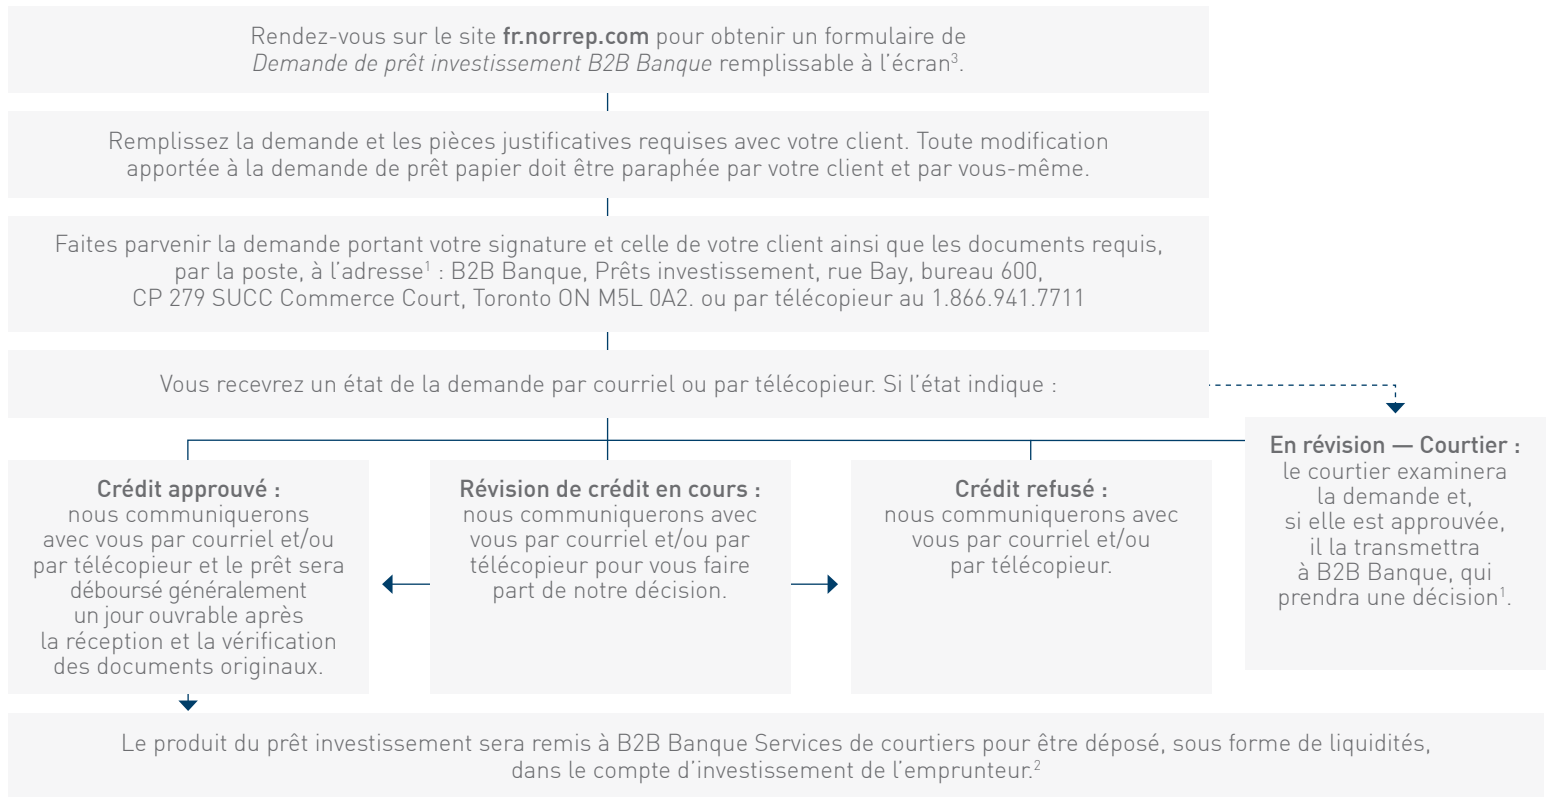 Rendez-vous sur le site fr.norrep.com pour obtenir un formulaire de
Demande de prêt investissement B2B Banque remplissable à l'écran³.
Remplissez la demande et les pièces justificatives requises avec votre client. Toute modification
apportée à la demande de prêt papier doit être paraphée par votre client et par vous-même.
Faites parvenir la demande portant votre signature et celle de votre client ainsi que les documents requis,
par la poste, à l'adresse¹ : B2B Banque, Prêts investissement, rue Bay, bureau 600,
CP 279 SUCC Commerce Court, Toronto ON M5L 0A2. ou par télécopieur au 1.866.941.7711
Vous recevrez un état de la demande par courriel ou par télécopieur. Si l'état indique :
Crédit approuvé :
nous communiquerons
avec vous par courriel et/ou
par télécopieur et le prêt sera
déboursé généralement
un jour ouvrable après
la réception et la vérification
des documents originaux.
Révision de crédit en cours :
nous communiquerons avec
vous par courriel et/ou par
télécopieur pour vous faire
part de notre décision.
Crédit refusé :
nous communiquerons avec
vous par courriel et/ou
par télécopieur.
En révision — Courtier :
le courtier examinera
la demande et,
si elle est approuvée,
il la transmettra
à B2B Banque, qui
prendra une décision¹.
Le produit du prêt investissement sera remis à B2B Banque Services de courtiers pour être déposé, sous forme de liquidités,
dans le compte d'investissement de l'emprunteur.²